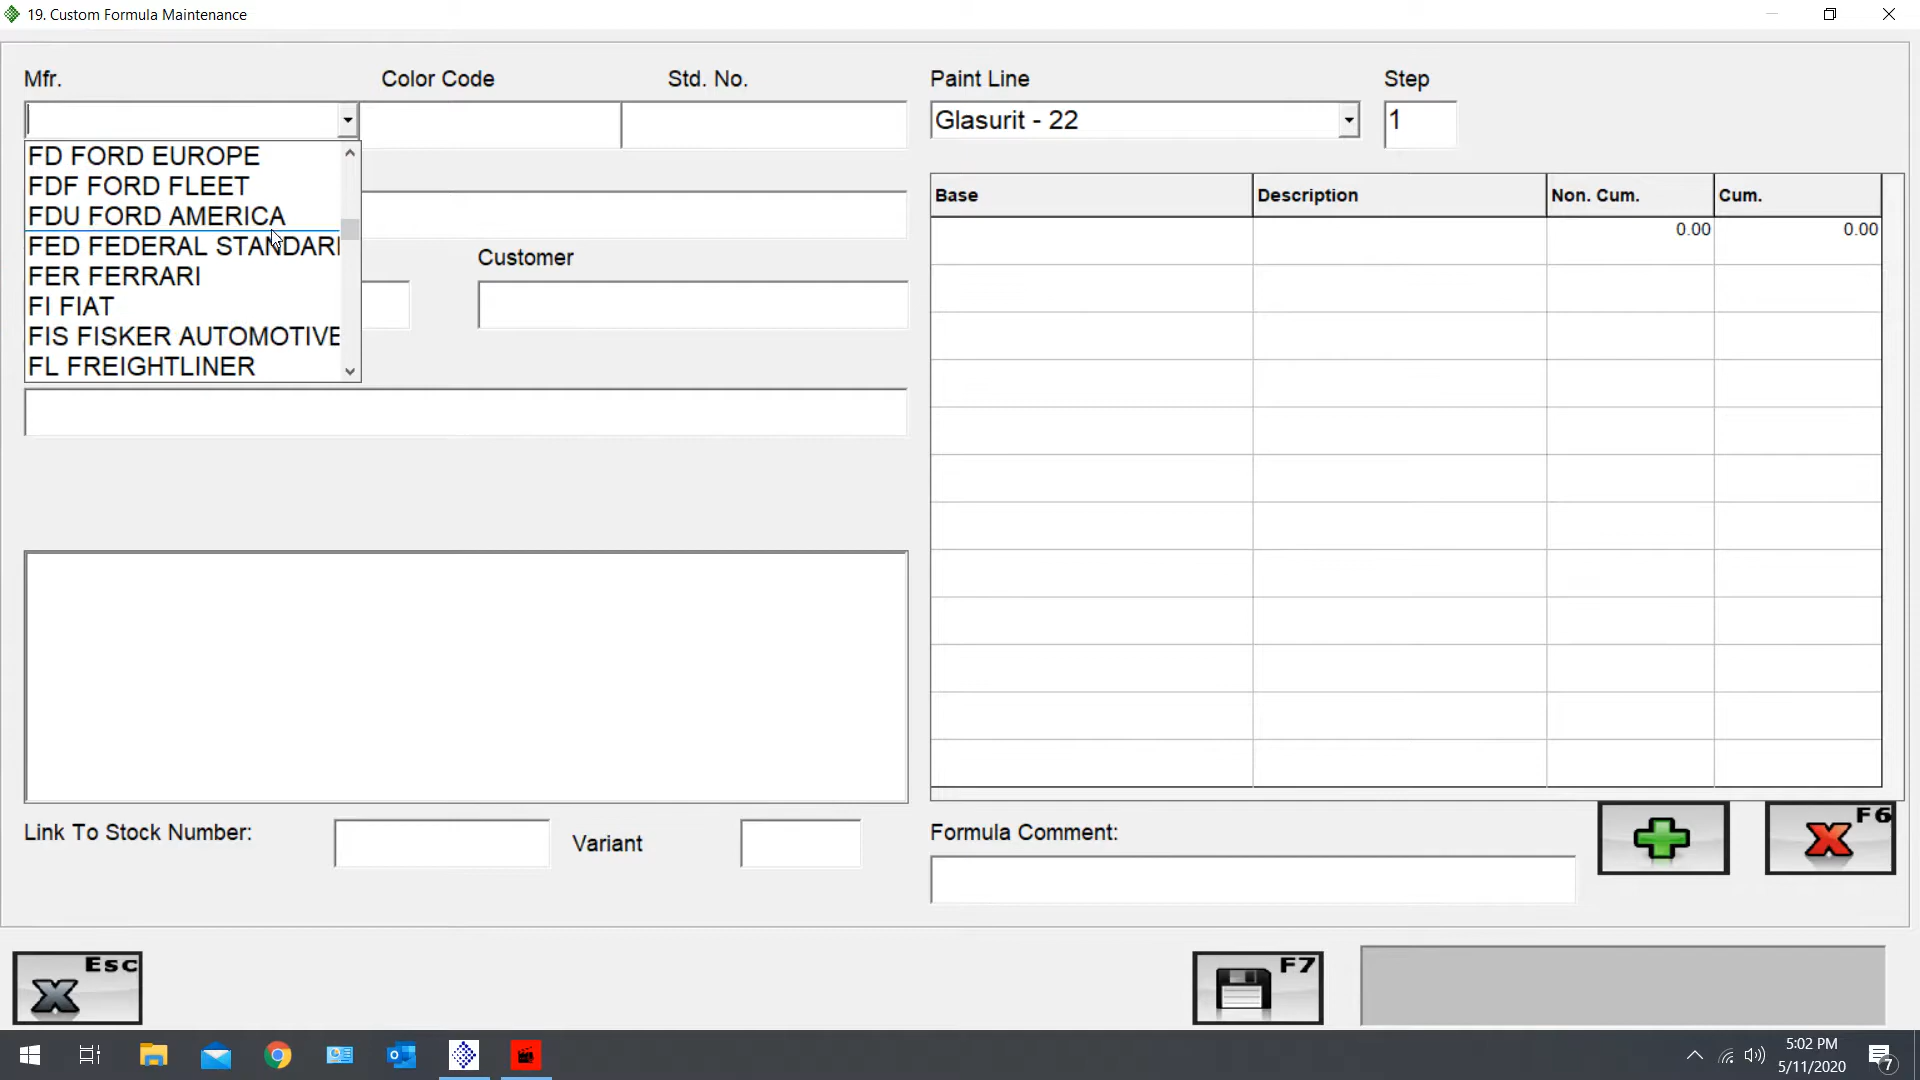 19. Custom Formula Maintenance
Mfr.
Color Code
Std. No.
Paint Line
Step
Glasurit - 22
1
FD FORD EUROPE
FDF FORD FLEET
FDU FORD AMERICA
FED FEDERAL STANDARD
FER FERRARI
FI FIAT
FIS FISKER AUTOMOTIVE
FL FREIGHTLINER
Customer
Base
Description
Non. Cum.
Cum.
0.00
0.00
Link To Stock Number:
Variant
Formula Comment:
F6
Esc
F7
5:02 PM
5/11/2020
7